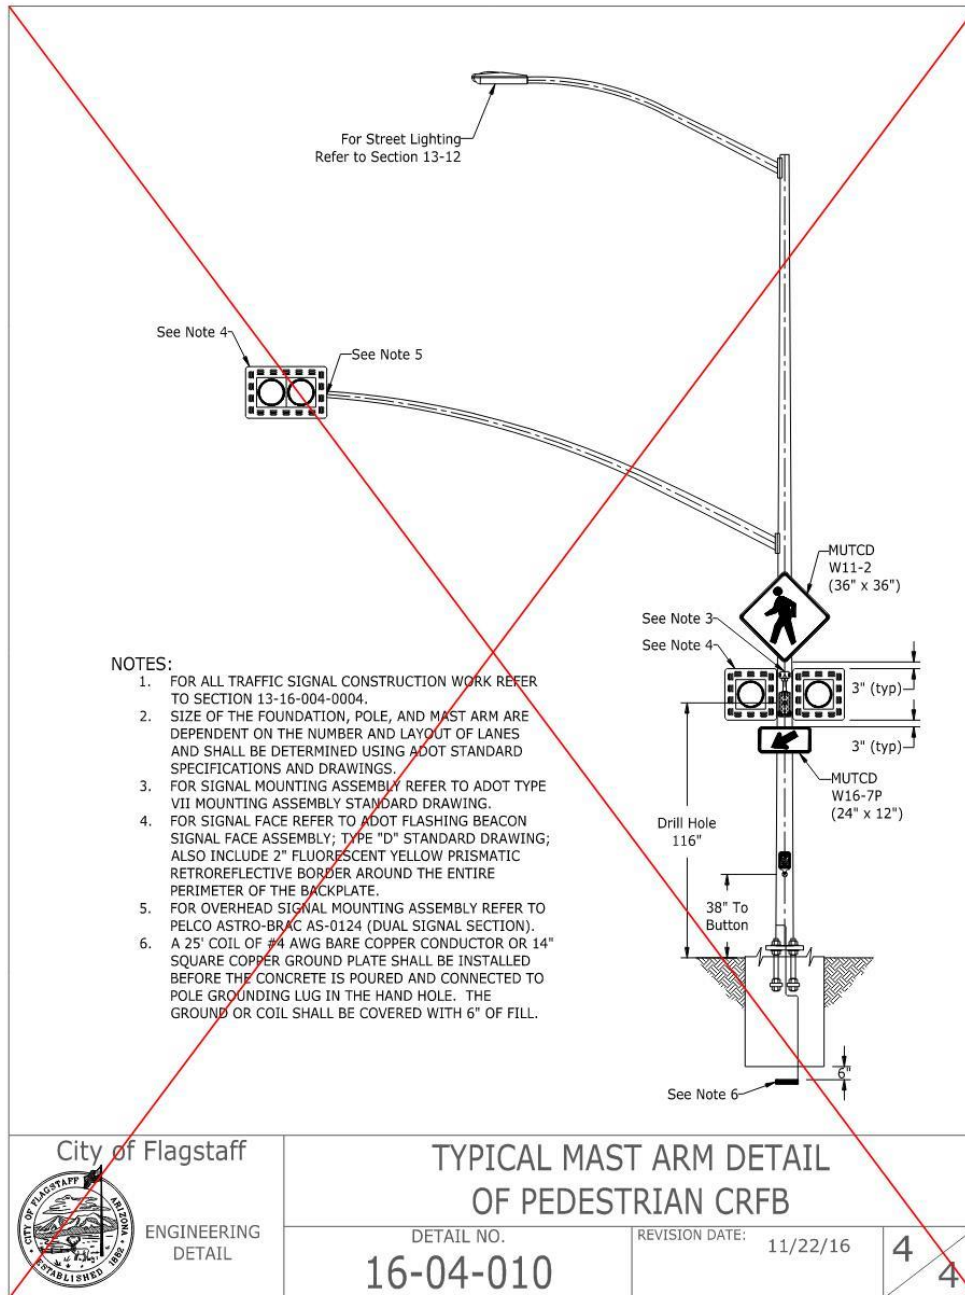 For Street Lighting
Refer to Section 13-12
See Note 4
See Note 5
MUTCD
W11-2
(36" x 36")
See Note 3
See Note 4
3" (typ)
3" (typ)
MUTCD
W16-7P
(24" x 12")
Drill Hole
116"
38" To
Button
6"
See Note 6
NOTES:
1. FOR ALL TRAFFIC SIGNAL CONSTRUCTION WORK REFER
TO SECTION 13-16-004-0004.
2. SIZE OF THE FOUNDATION, POLE, AND MAST ARM ARE
DEPENDENT ON THE NUMBER AND LAYOUT OF LANES
AND SHALL BE DETERMINED USING ADOT STANDARD
SPECIFICATIONS AND DRAWINGS.
3. FOR SIGNAL MOUNTING ASSEMBLY REFER TO ADOT TYPE
VII MOUNTING ASSEMBLY STANDARD DRAWING.
4. FOR SIGNAL FACE REFER TO ADOT FLASHING BEACON
SIGNAL FACE ASSEMBLY; TYPE "D" STANDARD DRAWING;
ALSO INCLUDE 2" FLUORESCENT YELLOW PRISMATIC
RETROREFLECTIVE BORDER AROUND THE ENTIRE
PERIMETER OF THE BACKPLATE.
5. FOR OVERHEAD SIGNAL MOUNTING ASSEMBLY REFER TO
PELCO ASTRO-BRAC AS-0124 (DUAL SIGNAL SECTION).
6. A 25' COIL OF #4 AWG BARE COPPER CONDUCTOR OR 14"
SQUARE COPPER GROUND PLATE SHALL BE INSTALLED
BEFORE THE CONCRETE IS POURED AND CONNECTED TO
POLE GROUNDING LUG IN THE HAND HOLE. THE
GROUND OR COIL SHALL BE COVERED WITH 6" OF FILL.
City of Flagstaff
CITY OF FLAGSTAFF ARIZONA
ESTABLISHED 1882
ENGINEERING
DETAIL
TYPICAL MAST ARM DETAIL
OF PEDESTRIAN CRFB
DETAIL NO.
16-04-010
REVISION DATE: 11/22/16
4
4